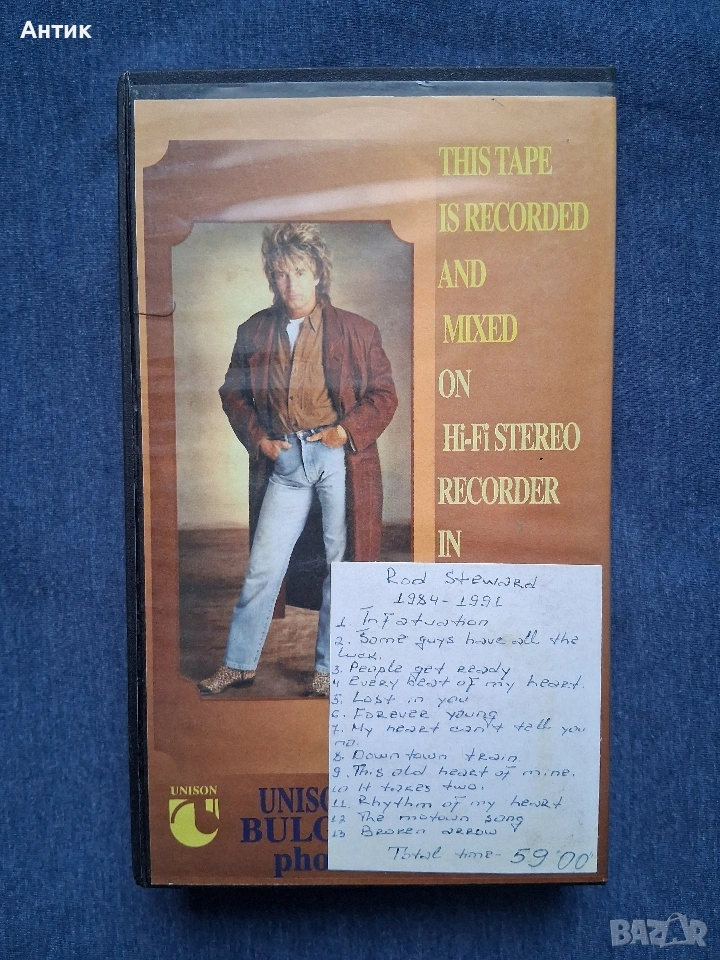 Антик
THIS TAPE
IS RECORDED
AND
MIXED
ON
Hi-Fi STEREO
RECORDER
IN
Rod Steward
1984-1991
1. Infatuation
2. Some guys have all the
luck.
3. People get ready
4 Every beat of my heart.
5. Lost in you
6. Forever young
7. My heart can't tell you
no.
8. Downtown train
9. This old heart of mine.
10 It takes two.
11 Rhythm of my heart
12 The motown song
13 Broken arrow
Total time - 59'00"
UNISON
UNISO
BULG
pho
BAZAR